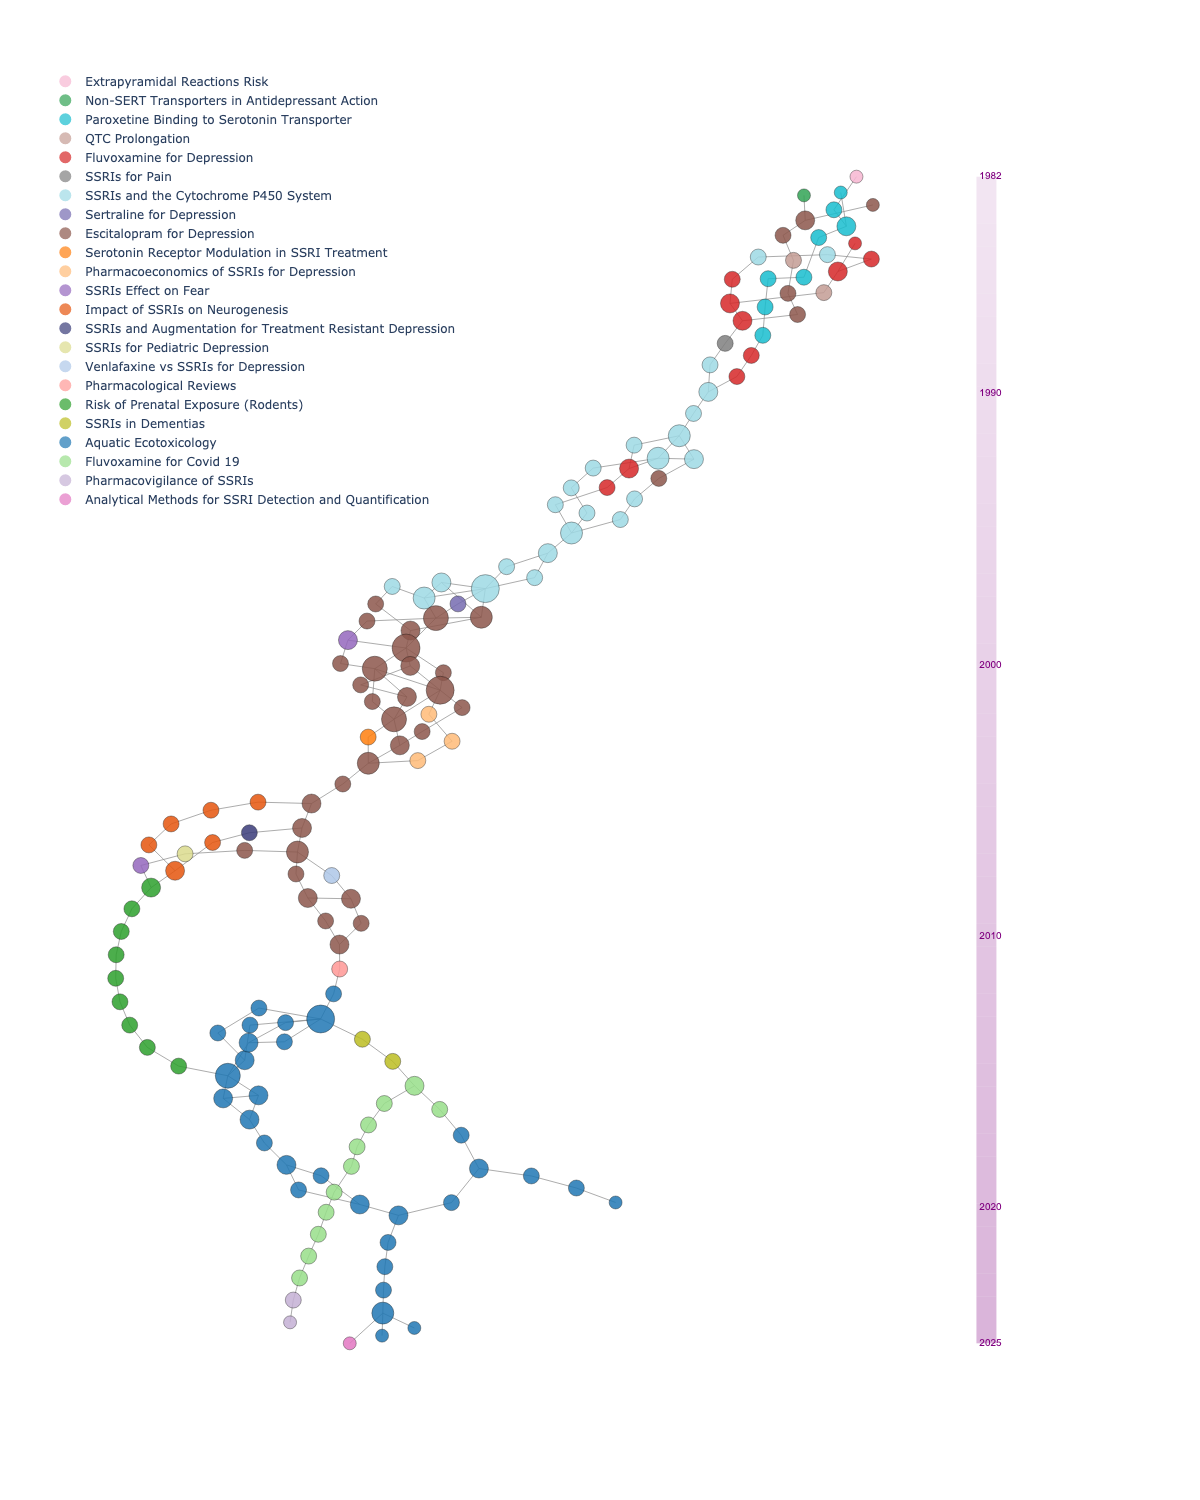 Extrapyramidal Reactions Risk
Non-SERT Transporters in Antidepressant Action
Paroxetine Binding to Serotonin Transporter
QTC Prolongation
Fluvoxamine for Depression
SSRIs for Pain
SSRIs and the Cytochrome P450 System
Sertraline for Depression
Escitalopram for Depression
Serotonin Receptor Modulation in SSRI Treatment
Pharmacoeconomics of SSRIs for Depression
SSRIs Effect on Fear
Impact of SSRIs on Neurogenesis
SSRIs and Augmentation for Treatment Resistant Depression
SSRIs for Pediatric Depression
Venlafaxine vs SSRIs for Depression
Pharmacological Reviews
Risk of Prenatal Exposure (Rodents)
SSRIs in Dementias
Aquatic Ecotoxicology
Fluvoxamine for Covid 19
Pharmacovigilance of SSRIs
Analytical Methods for SSRI Detection and Quantification
1982
1990
2000
2010
2020
2025